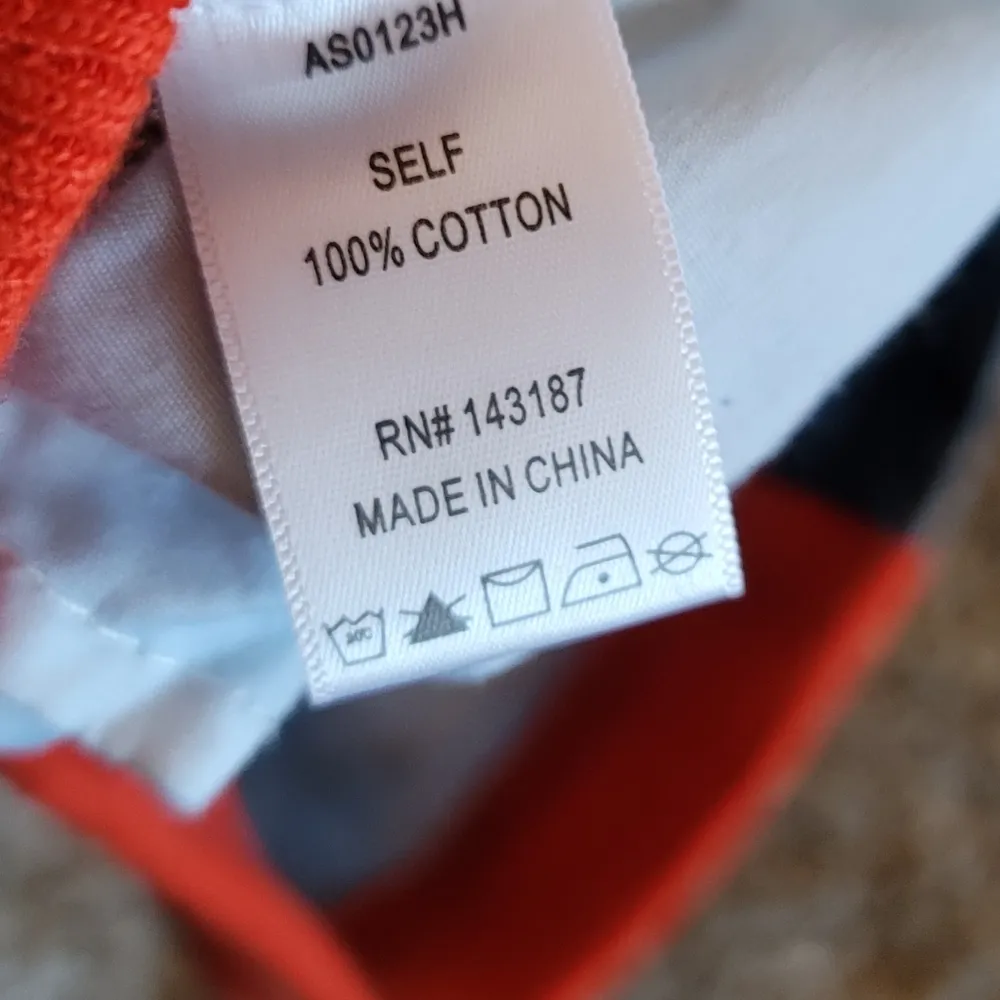 AS0123H
SELF
100% COTTON
RN# 143187
MADE IN CHINA